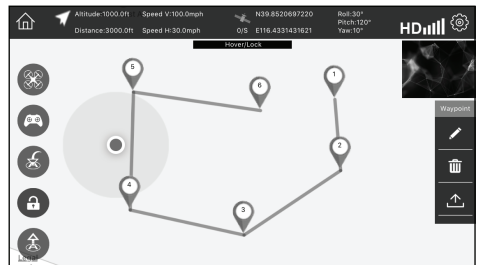 Altitude:1000.0ft Speed V:100.0mph N39.8520697220 Roll:30°
Pitch:120°
Distance:3000.0ft Speed H:30.0mph 0/S E116.4331431621 Yaw:10°
HD
Hover/Lock
5
6
1
Waypoint
2
4
3
Legal